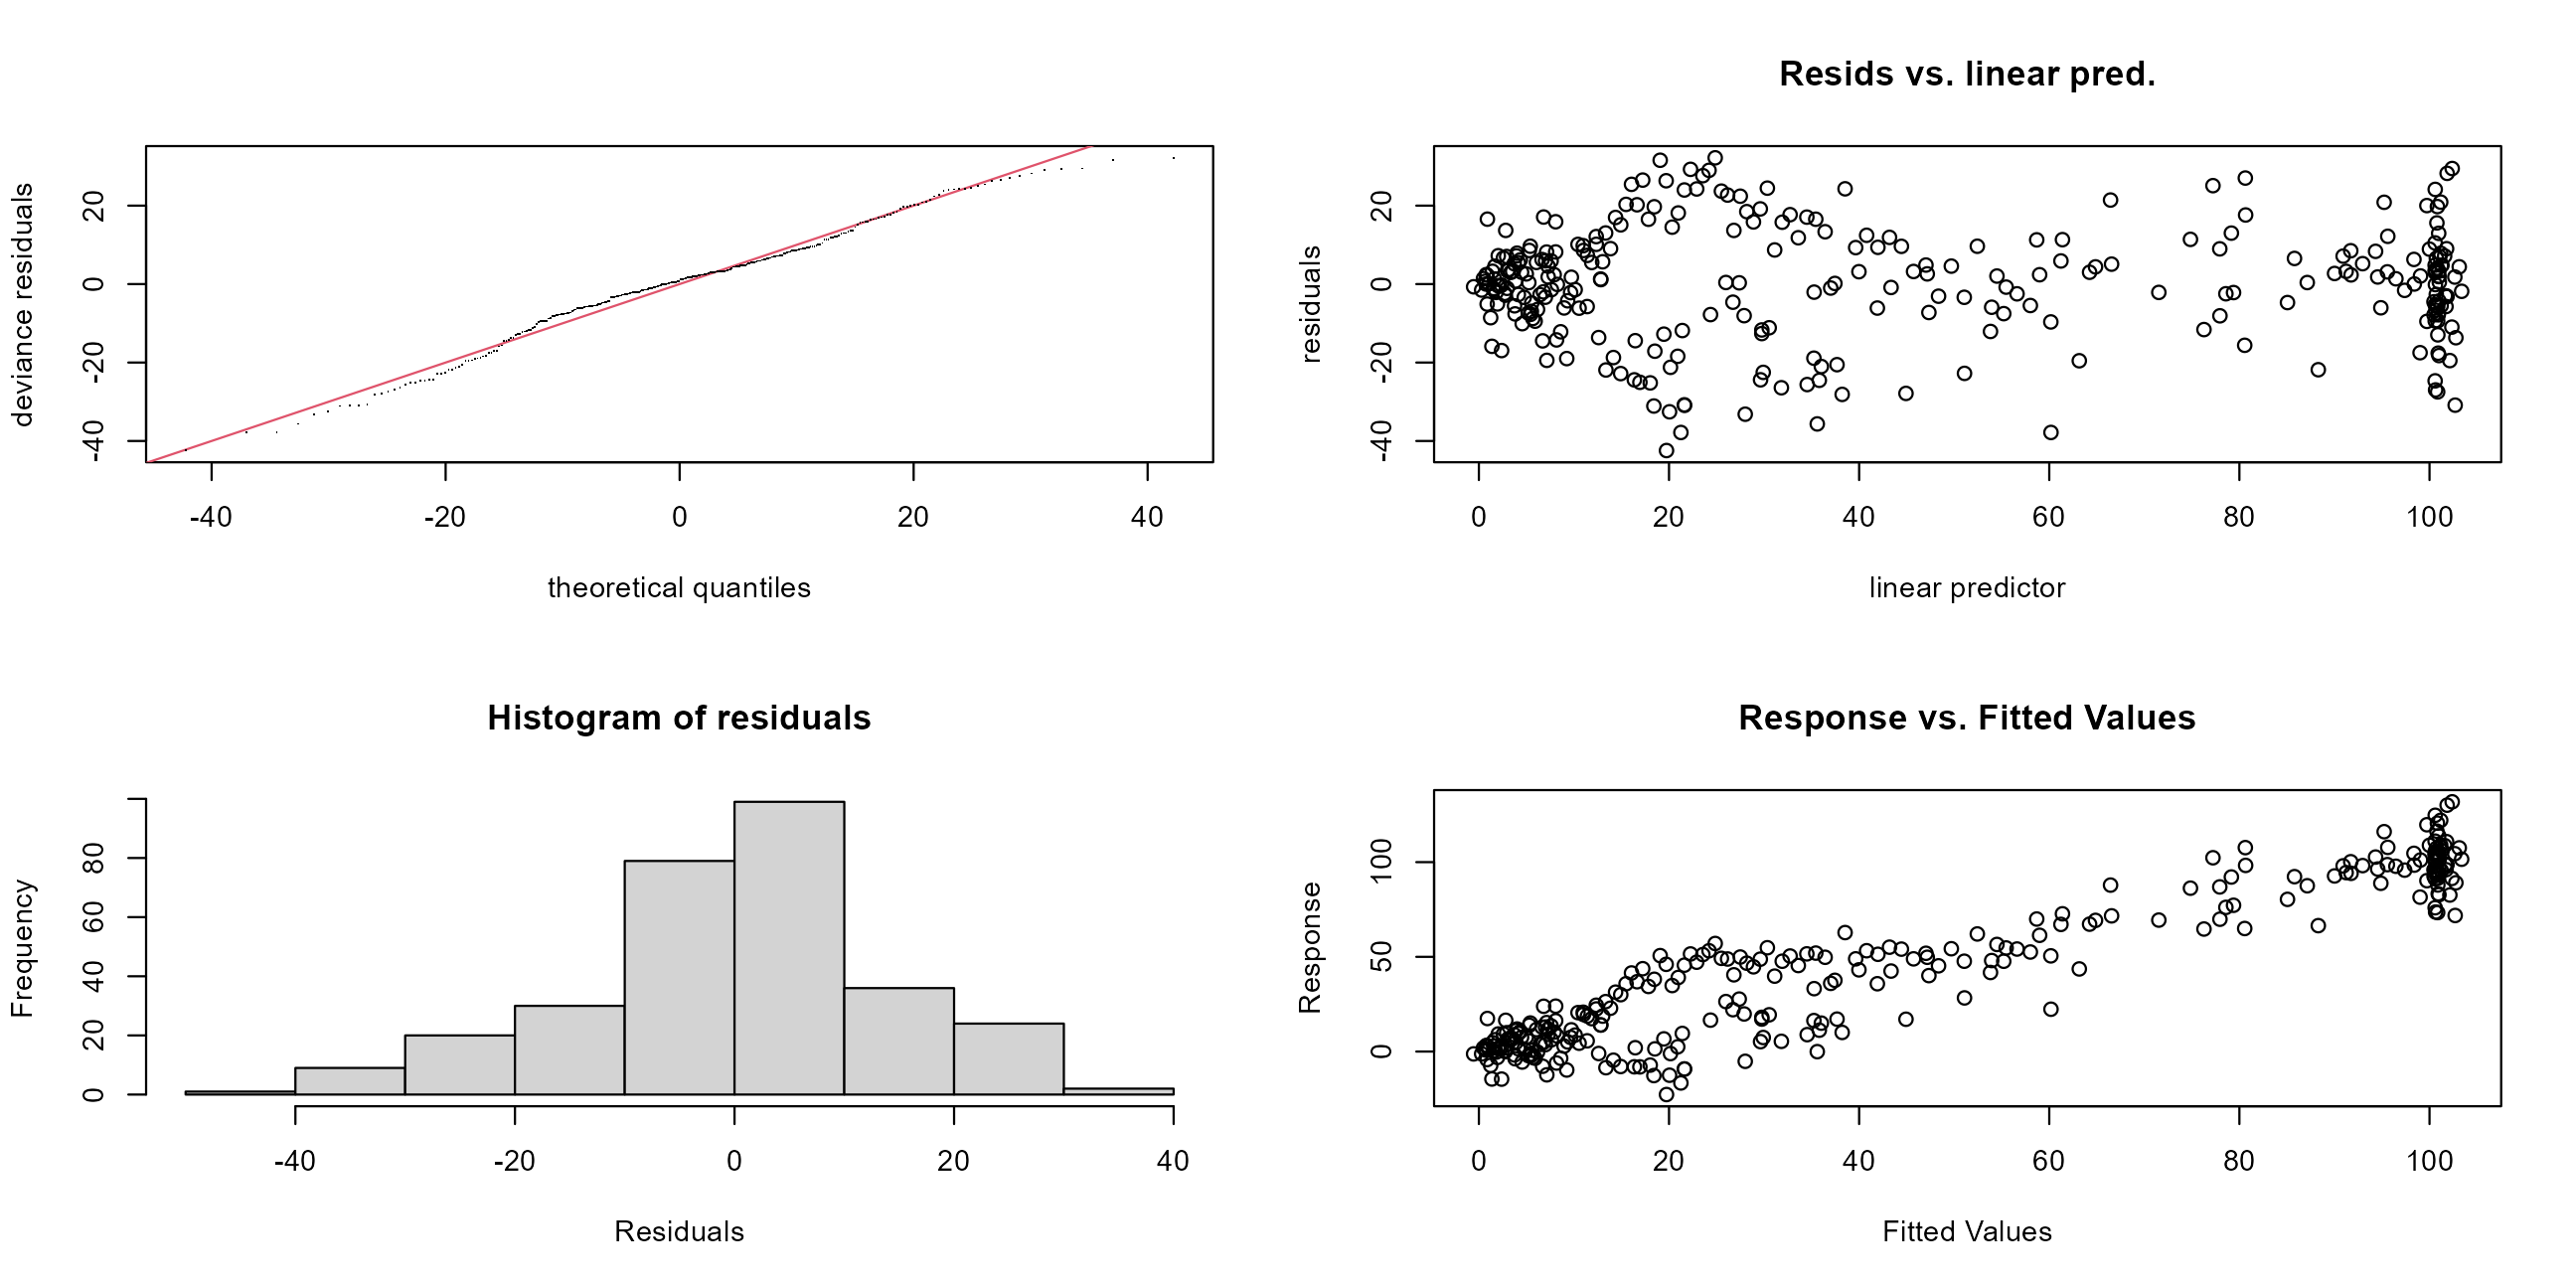 deviance residuals
20
0
-20
-40
-40 -20 0 20 40
theoretical quantiles
Resids vs. linear pred.
residuals
20
0
-20
-40
0 20 40 60 80 100
linear predictor
Histogram of residuals
Frequency
80
60
40
20
0
-40 -20 0 20 40
Residuals
Response vs. Fitted Values
Response
100
50
0
0 20 40 60 80 100
Fitted Values